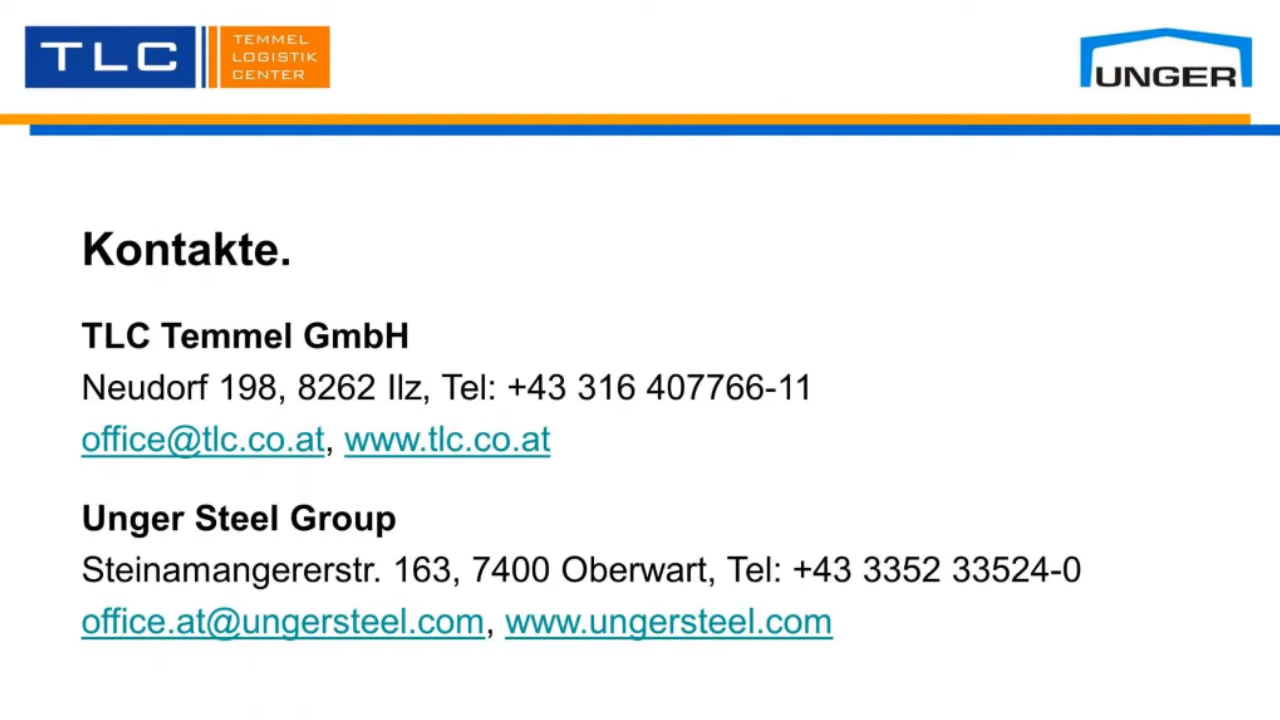 TLC
TEMMEL
LOGISTIK
CENTER
UNGER
Kontakte.
TLC Temmel GmbH
Neudorf 198, 8262 Ilz, Tel: +43 316 407766-11
office@tlc.co.at, www.tlc.co.at
Unger Steel Group
Steinamangererstr. 163, 7400 Oberwart, Tel: +43 3352 33524-0
office.at@ungersteel.com, www.ungersteel.com